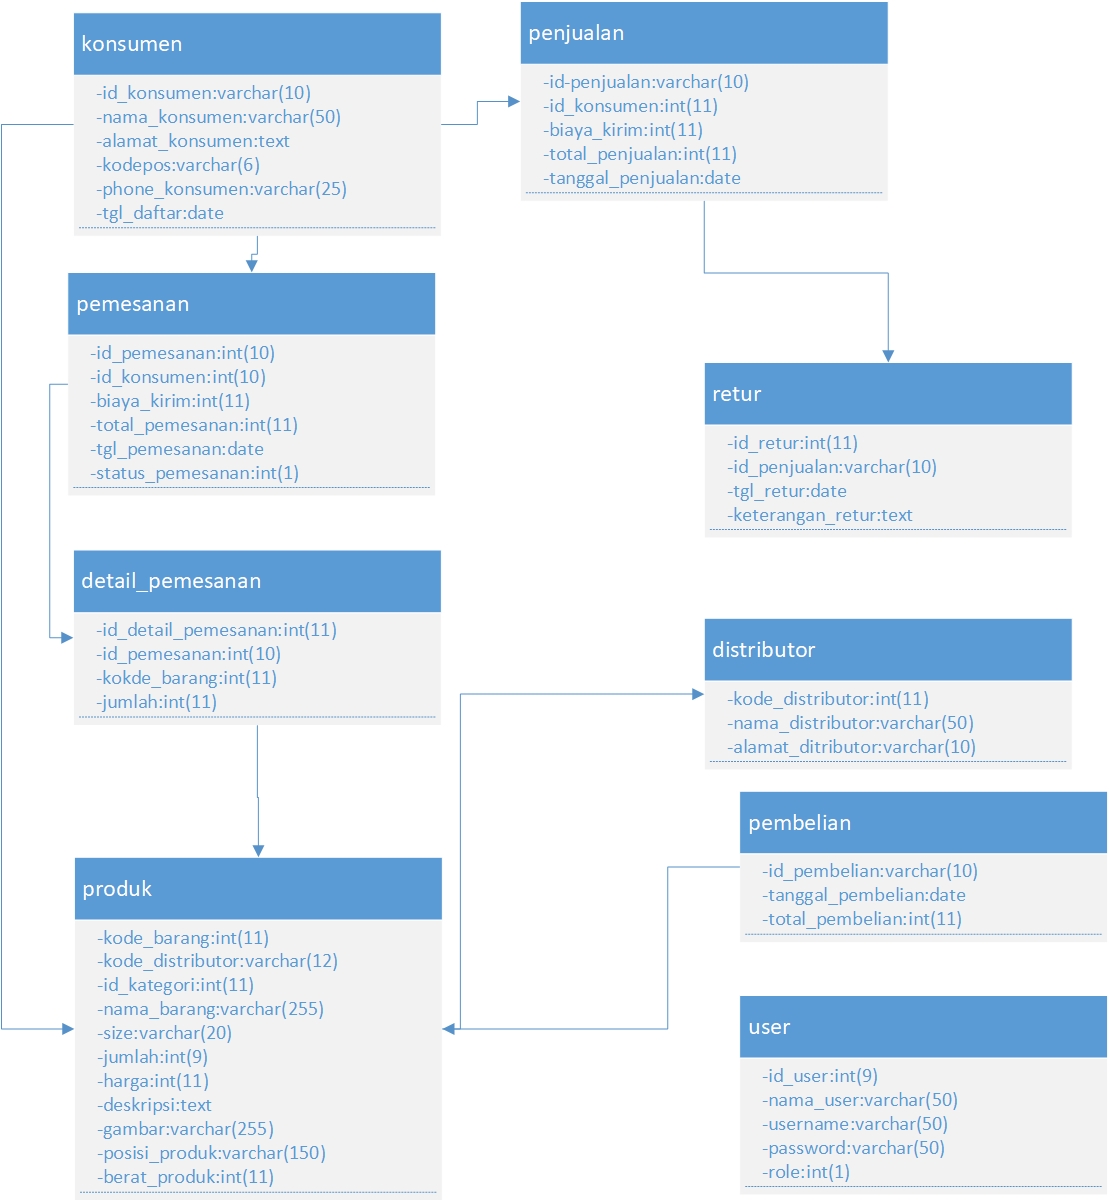 konsumen
-id_konsumen:varchar(10)
-nama_konsumen:varchar(50)
-alamat_konsumen:text
-kodepos:varchar(6)
-phone_konsumen:varchar(25)
-tgl_daftar:date
penjualan
-id-penjualan:varchar(10)
-id_konsumen:int(11)
-biaya_kirim:int(11)
-total_penjualan:int(11)
-tanggal_penjualan:date
pemesanan
-id_pemesanan:int(10)
-id_konsumen:int(10)
-biaya_kirim:int(11)
-total_pemesanan:int(11)
-tgl_pemesanan:date
-status_pemesanan:int(1)
retur
-id_retur:int(11)
-id_penjualan:varchar(10)
-tgl_retur:date
-keterangan_retur:text
detail_pemesanan
-id_detail_pemesanan:int(11)
-id_pemesanan:int(10)
-kokde_barang:int(11)
-jumlah:int(11)
distributor
-kode_distributor:int(11)
-nama_distributor:varchar(50)
-alamat_ditributor:varchar(10)
pembelian
-id_pembelian:varchar(10)
-tanggal_pembelian:date
-total_pembelian:int(11)
produk
-kode_barang:int(11)
-kode_distributor:varchar(12)
-id_kategori:int(11)
-nama_barang:varchar(255)
-size:varchar(20)
-jumlah:int(9)
-harga:int(11)
-deskripsi:text
-gambar:varchar(255)
-posisi_produk:varchar(150)
-berat_produk:int(11)
user
-id_user:int(9)
-nama_user:varchar(50)
-username:varchar(50)
-password:varchar(50)
-role:int(1)